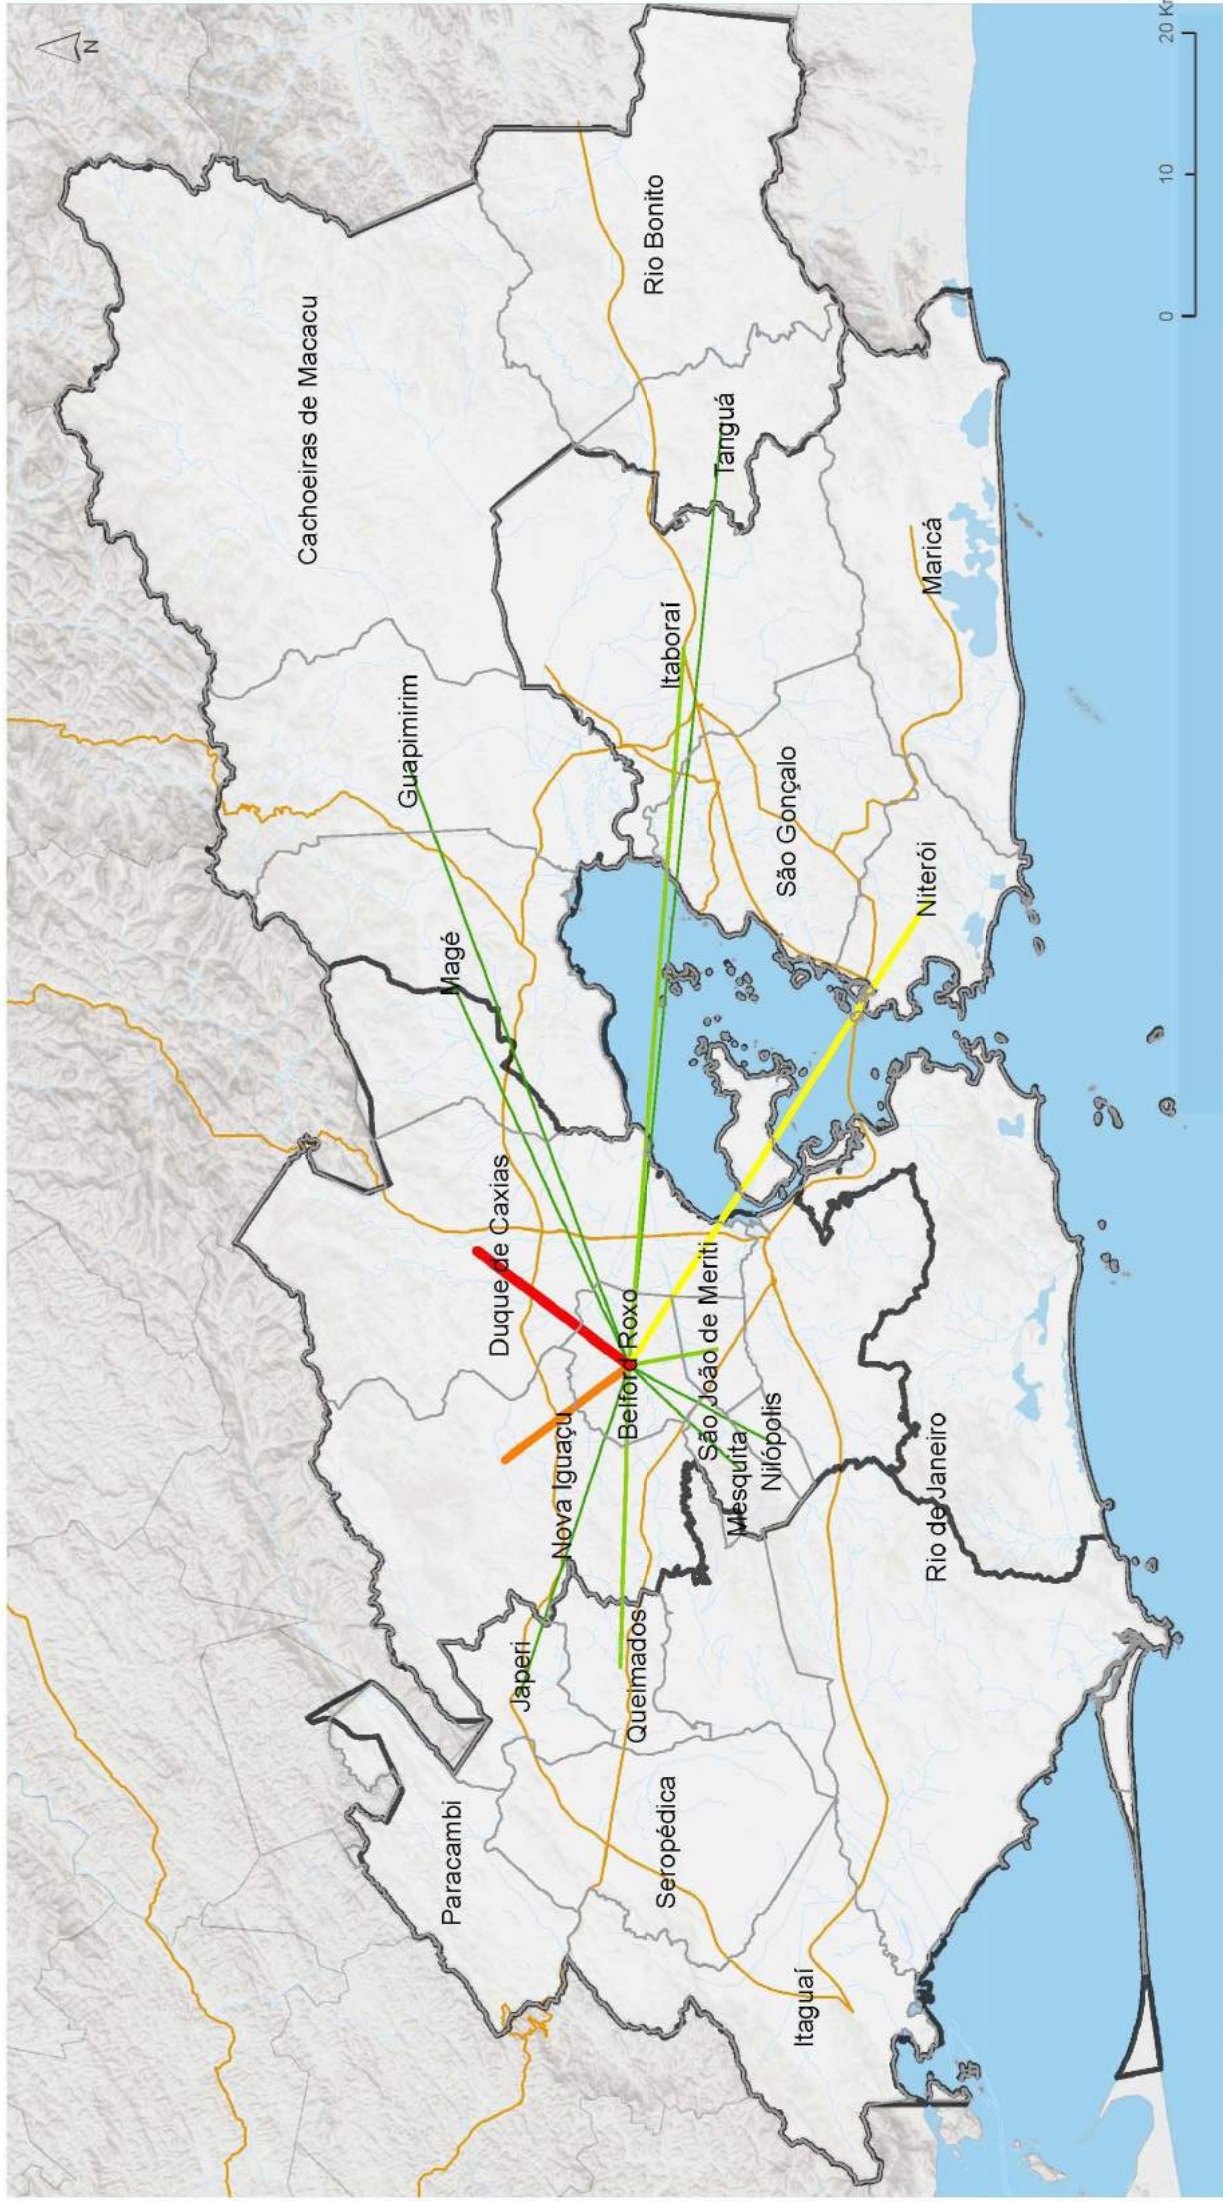 N
Cachoeiras de Macacu
Guapimirim
Magé
Paracambi
Duque de Caxias
Japeri
Nova Iguaçu
Rio Bonito
Itaboraí
Belford Roxo
Queimados
Seropédica
Tanguá
São João de Meriti
Mesquita
Nilópolis
São Gonçalo
Itaguaí
Maricá
Niterói
Rio de Janeiro
0 10 20